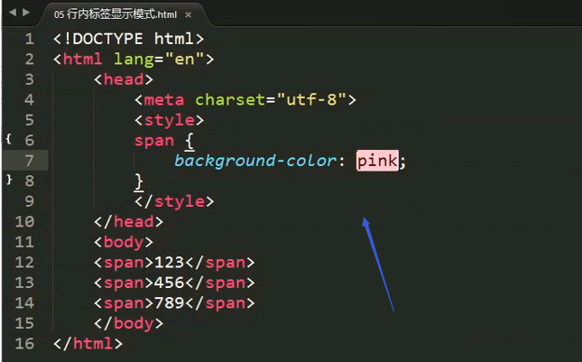 05 行内标签显示模式.html ×
1 <!DOCTYPE html>
2 <html lang="en">
3 <head>
4 <meta charset="utf-8">
5 <style>
6 span {
7 background-color: pink;
8 }
9 </style>
10 </head>
11 <body>
12 <span>123</span>
13 <span>456</span>
14 <span>789</span>
15 </body>
16 </html>